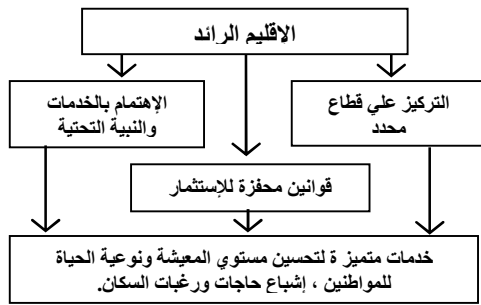 الاقليم الرائد
التركيز علي قطاع
محدد
الإهتمام بالخدمات
والنبية التحتية
قوانين محفزة للإستثمار
خدمات متميز ة لتحسين مستوي المعيشة ونوعية الحياة
للمواطنين ، إشباع حاجات ورغبات السكان.